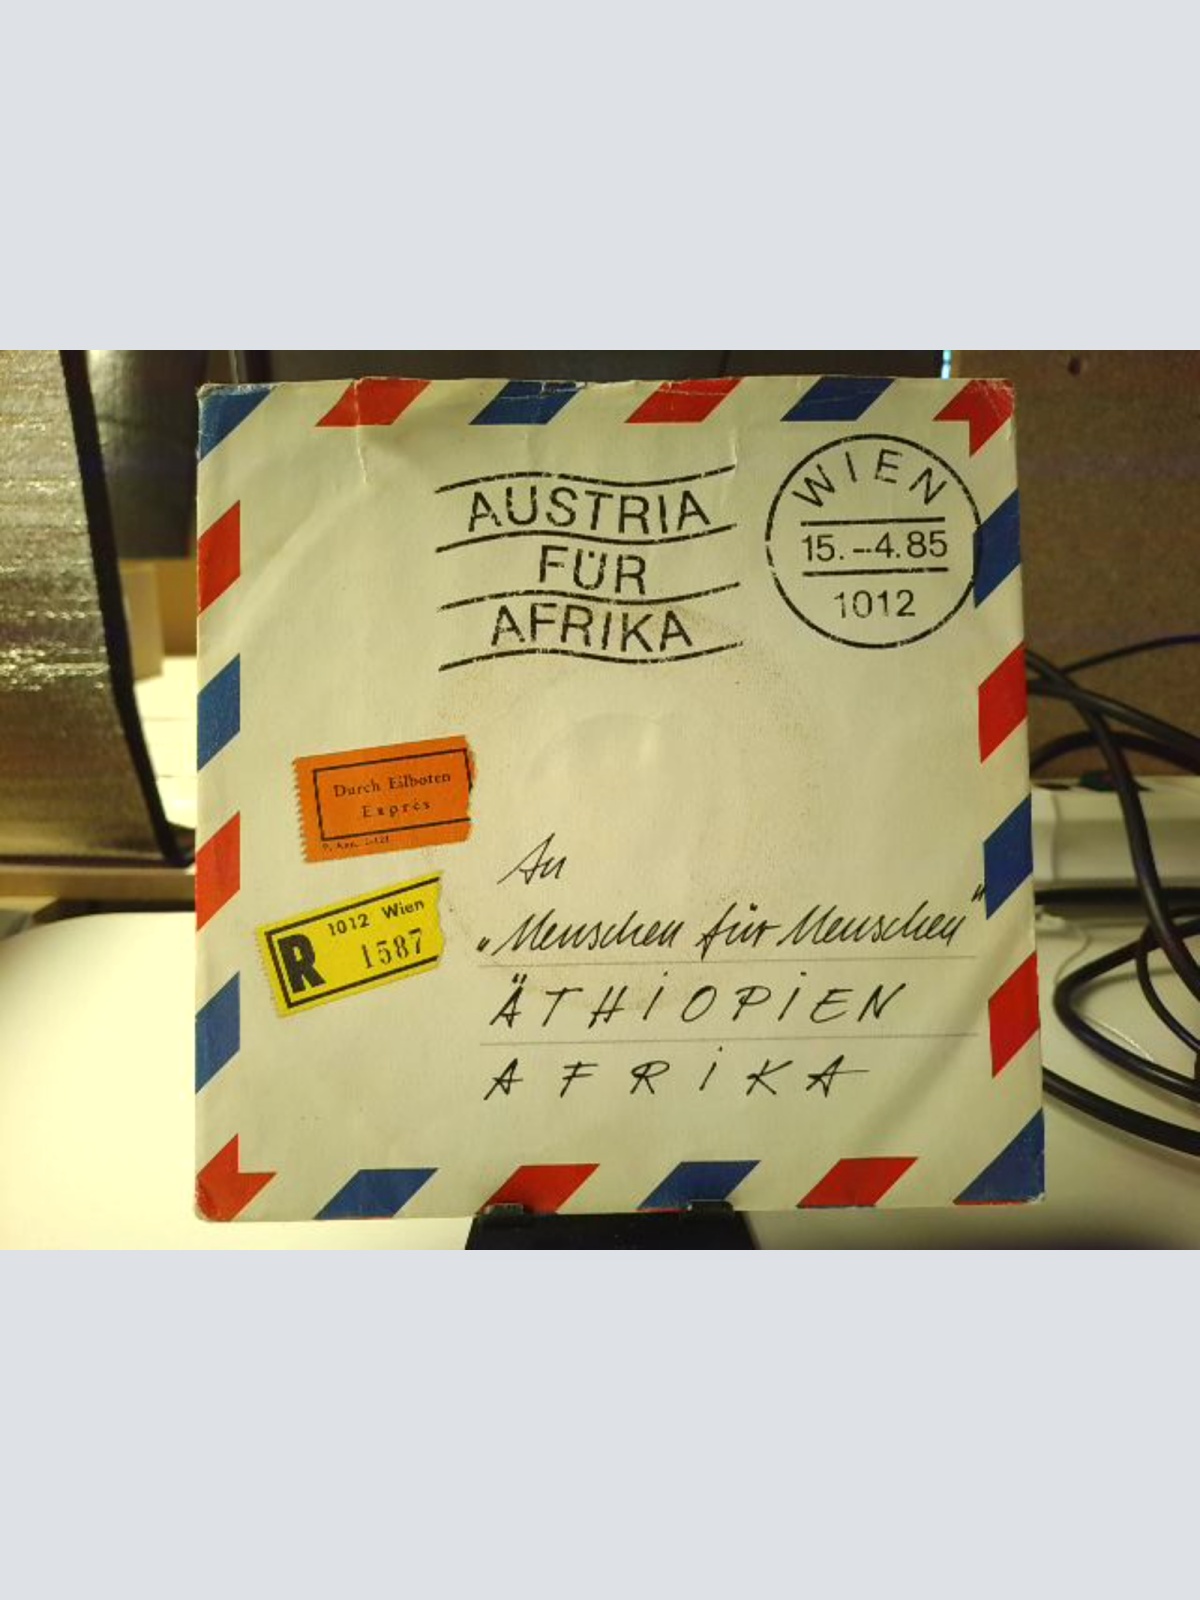 AUSTRIA
FÜR
AFRIKA
WIEN
15.–4.85
1012
Durch Eilboten
Exprès
R 1012 Wien
1587
An
„Menschen für Menschen"
ÄTHIOPIEN
AFRIKA